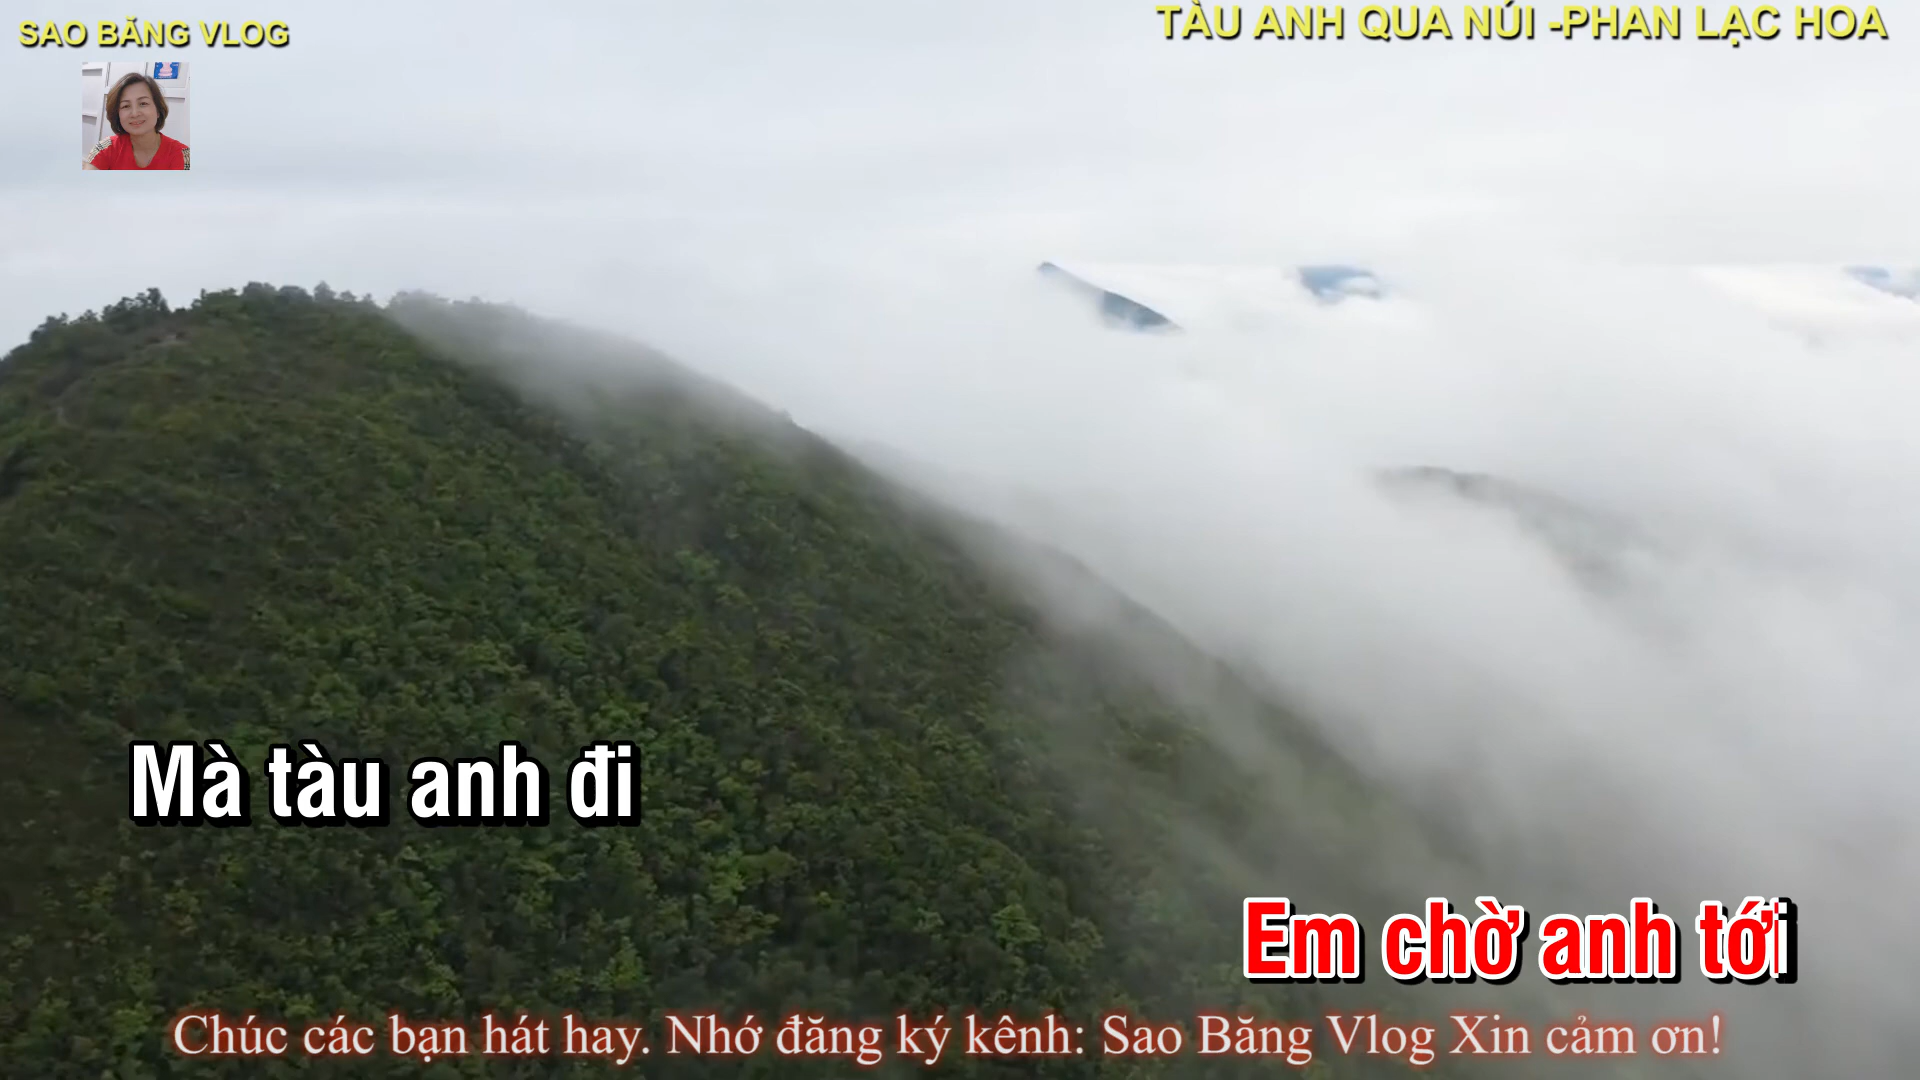 SAO BĂNG VLOG
TÀU ANH QUA NÚI -PHAN LẠC HOA
Mà tàu anh đi
Em chờ anh tới
Chúc các bạn hát hay. Nhớ đăng ký kênh: Sao Băng Vlog Xin cảm ơn!